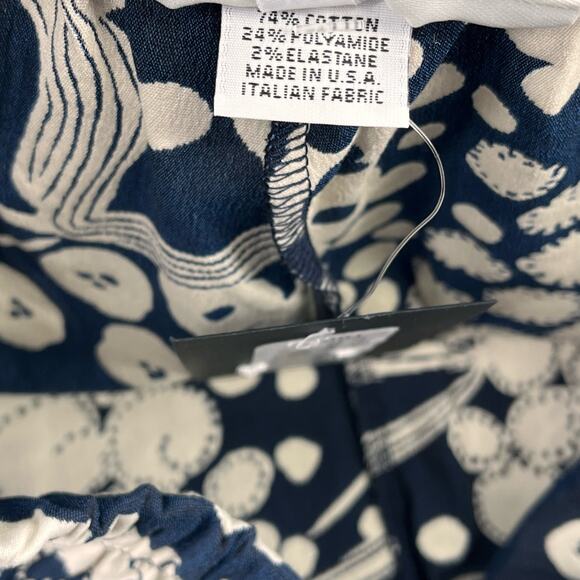 74% COTTON
24% POLYAMIDE
2% ELASTANE
MADE IN U.S.A.
ITALIAN FABRIC